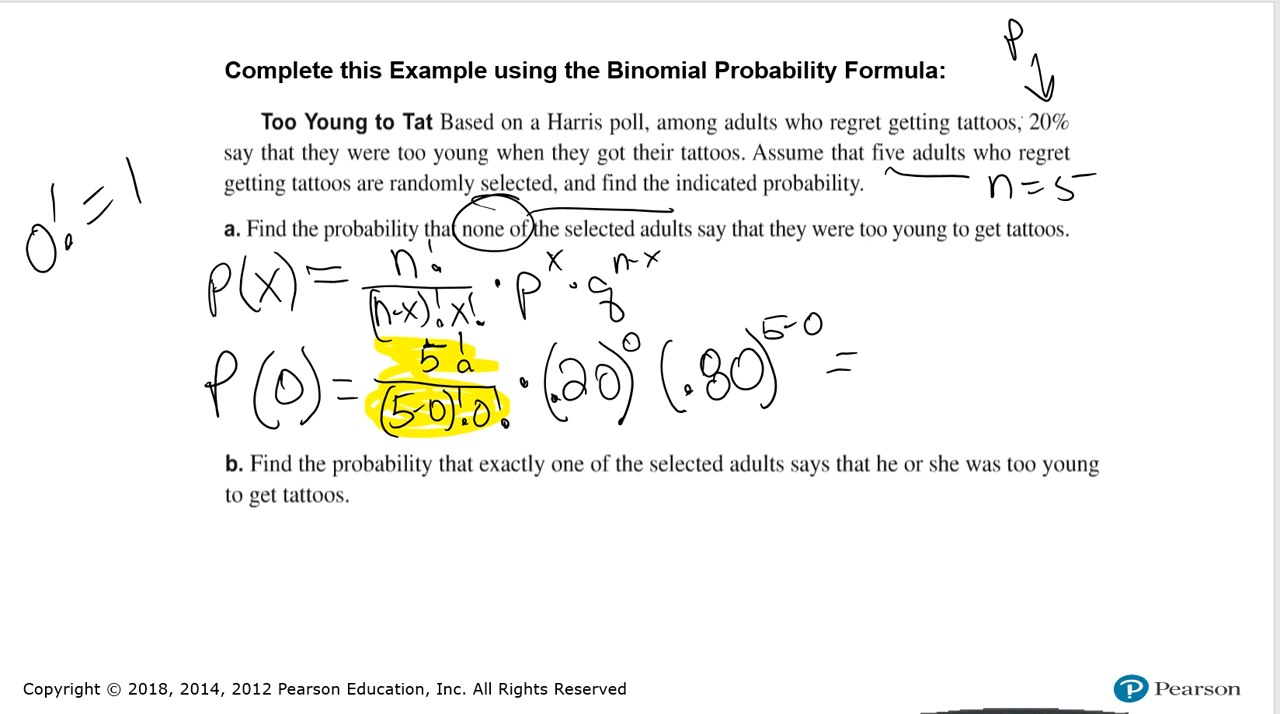 P
Complete this Example using the Binomial Probability Formula:
Too Young to Tat Based on a Harris poll, among adults who regret getting tattoos, 20%
say that they were too young when they got their tattoos. Assume that five adults who regret
getting tattoos are randomly selected, and find the indicated probability.
n = 5
0! = 1
a. Find the probability that none of the selected adults say that they were too young to get tattoos.
P(x) = n! / (n-x)! x! · p^x · q^n-x
P(0) = 5! / (5-0)! 0! · (.20)^0 (.80)^5-0 =
b. Find the probability that exactly one of the selected adults says that he or she was too young
to get tattoos.
Copyright © 2018, 2014, 2012 Pearson Education, Inc. All Rights Reserved
P Pearson